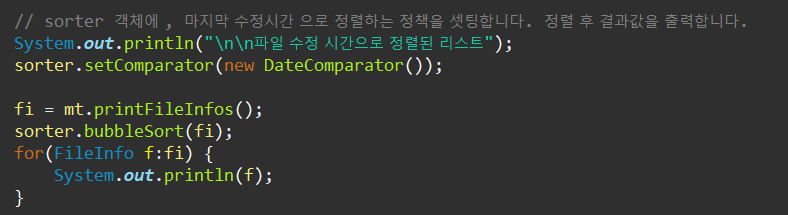 // sorter 객체에 , 마지막 수정시간 으로 정렬하는 정책을 셋팅합니다. 정렬 후 결과값을 출력합니다.
System.out.println("\n\n파일 수정 시간으로 정렬된 리스트");
sorter.setComparator(new DateComparator());
fi = mt.printFileInfos();
sorter.bubbleSort(fi);
for(FileInfo f:fi) {
System.out.println(f);
}